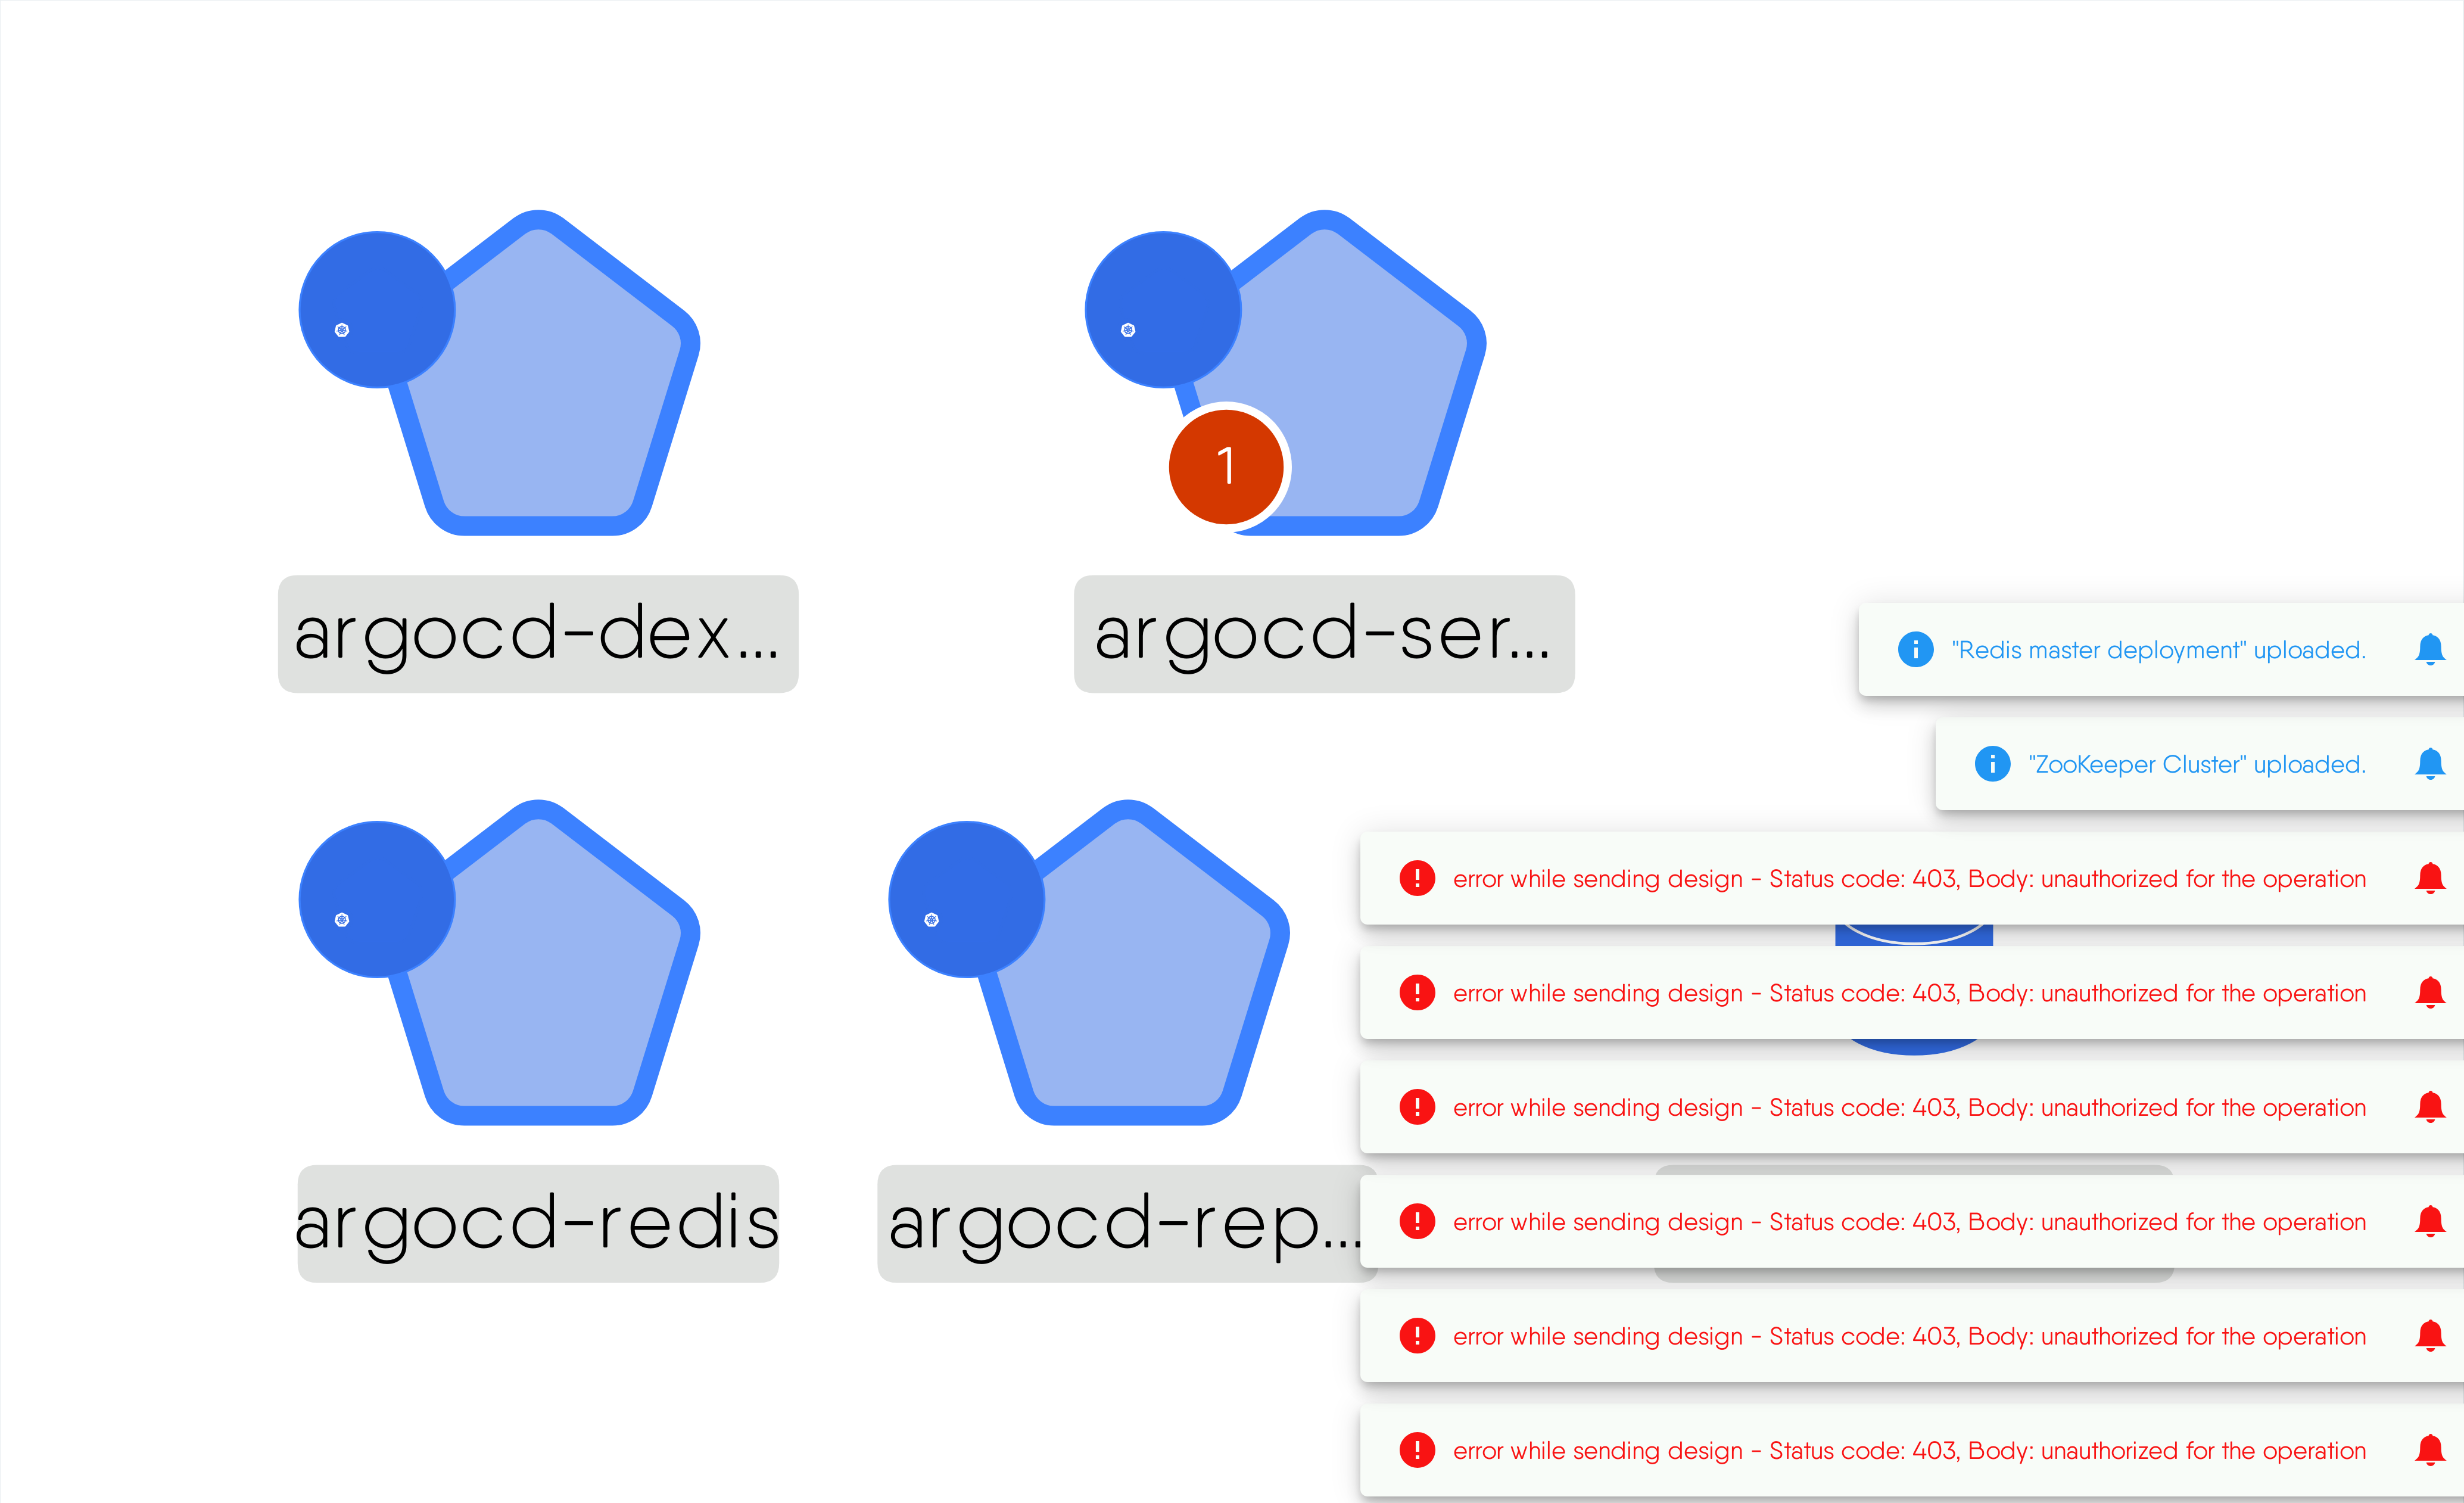 1
argocd-dex...
argocd-ser...
"Redis master deployment" uploaded.
"ZooKeeper Cluster" uploaded.
error while sending design - Status code: 403, Body: unauthorized for the operation
error while sending design - Status code: 403, Body: unauthorized for the operation
error while sending design - Status code: 403, Body: unauthorized for the operation
argocd-redis
argocd-rep...
error while sending design - Status code: 403, Body: unauthorized for the operation
error while sending design - Status code: 403, Body: unauthorized for the operation
error while sending design - Status code: 403, Body: unauthorized for the operation